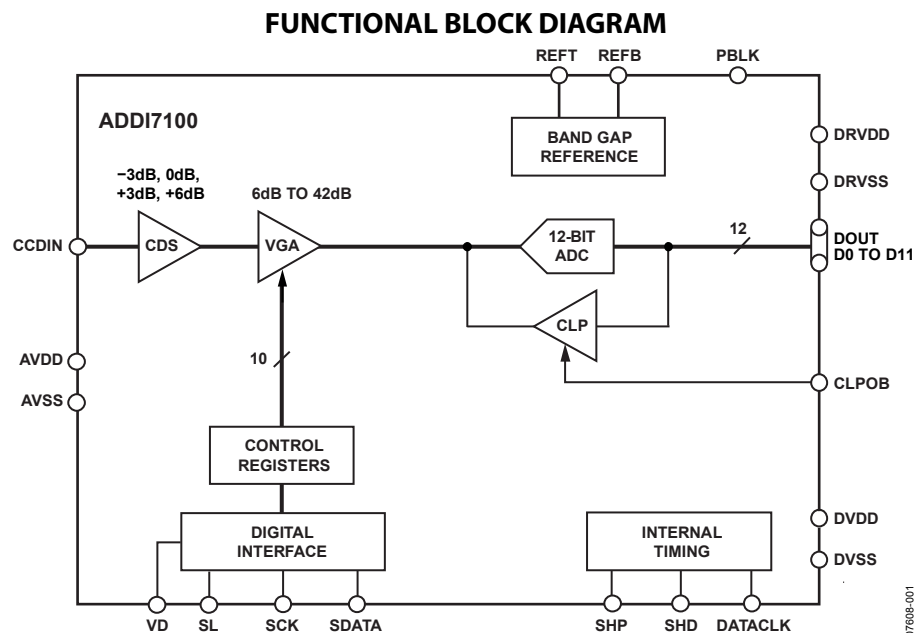 FUNCTIONAL BLOCK DIAGRAM
REFT REFB PBLK
ADDI7100
BAND GAP
REFERENCE
DRVDD
−3dB, 0dB,
+3dB, +6dB
6dB TO 42dB
DRVSS
CCDIN
CDS
VGA
12-BIT
ADC
12
DOUT
D0 TO D11
CLP
10
AVDD
CLPOB
AVSS
CONTROL
REGISTERS
DIGITAL
INTERFACE
INTERNAL
TIMING
DVDD
DVSS
VD SL SCK SDATA SHP SHD DATACLK
07608-001